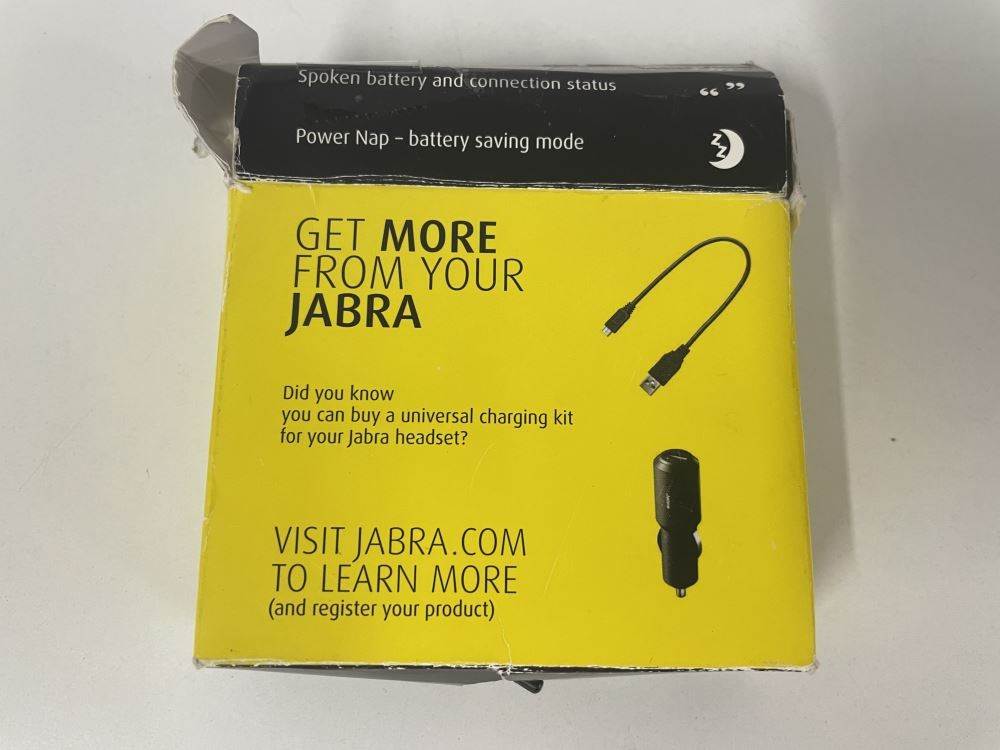 Spoken battery and connection status
“ ”
Power Nap – battery saving mode
zz
GET MORE
FROM YOUR
JABRA
Did you know
you can buy a universal charging kit
for your Jabra headset?
VISIT JABRA.COM
TO LEARN MORE
(and register your product)